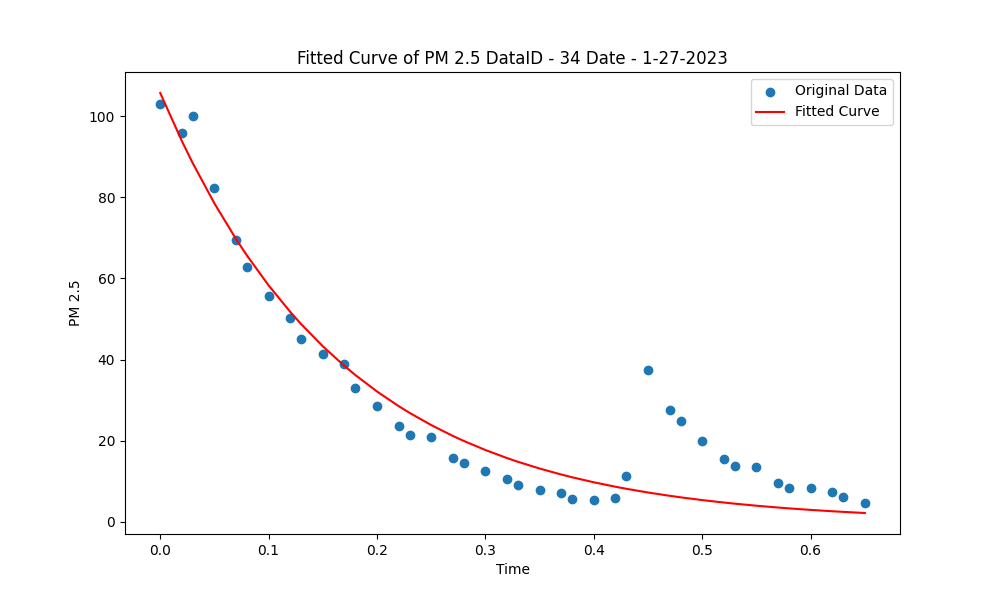 Fitted Curve of PM 2.5 DataID - 34 Date - 1-27-2023
Original Data
Fitted Curve
PM 2.5
100
80
60
40
20
0
0.0 0.1 0.2 0.3 0.4 0.5 0.6
Time